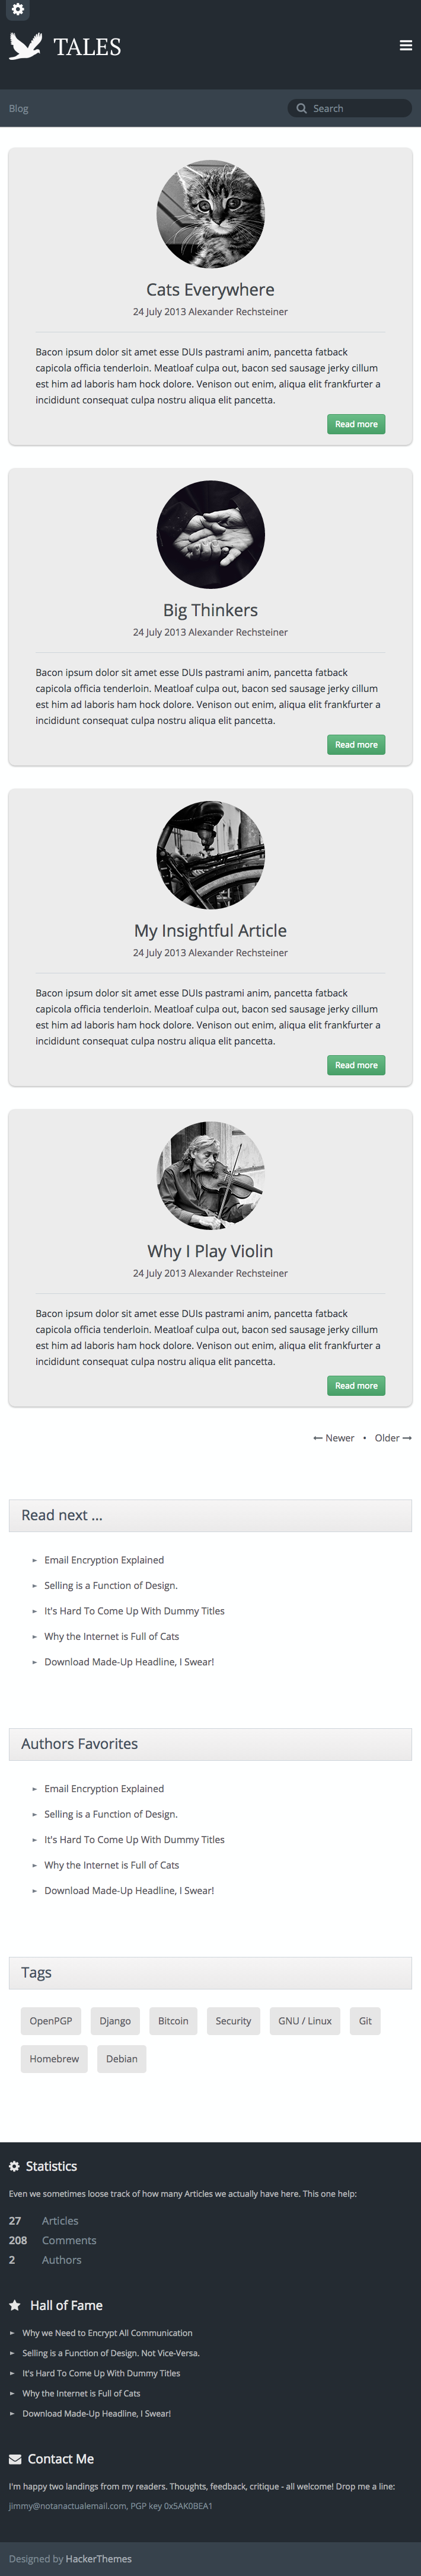 TALES
Blog
Search
Cats Everywhere
24 July 2013 Alexander Rechsteiner
Bacon ipsum dolor sit amet esse DUIs pastrami anim, pancetta fatback
capicola officia tenderloin. Meatloaf culpa out, bacon sed sausage jerky cillum
est him ad laboris ham hock dolore. Venison out enim, aliqua elit frankfurter a
incididunt consequat culpa nostru aliqua elit pancetta.
Read more
Big Thinkers
24 July 2013 Alexander Rechsteiner
Bacon ipsum dolor sit amet esse DUIs pastrami anim, pancetta fatback
capicola officia tenderloin. Meatloaf culpa out, bacon sed sausage jerky cillum
est him ad laboris ham hock dolore. Venison out enim, aliqua elit frankfurter a
incididunt consequat culpa nostru aliqua elit pancetta.
Read more
My Insightful Article
24 July 2013 Alexander Rechsteiner
Bacon ipsum dolor sit amet esse DUIs pastrami anim, pancetta fatback
capicola officia tenderloin. Meatloaf culpa out, bacon sed sausage jerky cillum
est him ad laboris ham hock dolore. Venison out enim, aliqua elit frankfurter a
incididunt consequat culpa nostru aliqua elit pancetta.
Read more
Why I Play Violin
24 July 2013 Alexander Rechsteiner
Bacon ipsum dolor sit amet esse DUIs pastrami anim, pancetta fatback
capicola officia tenderloin. Meatloaf culpa out, bacon sed sausage jerky cillum
est him ad laboris ham hock dolore. Venison out enim, aliqua elit frankfurter a
incididunt consequat culpa nostru aliqua elit pancetta.
Read more
← Newer • Older →
Read next ...
► Email Encryption Explained
► Selling is a Function of Design.
► It's Hard To Come Up With Dummy Titles
► Why the Internet is Full of Cats
► Download Made-Up Headline, I Swear!
Authors Favorites
► Email Encryption Explained
► Selling is a Function of Design.
► It's Hard To Come Up With Dummy Titles
► Why the Internet is Full of Cats
► Download Made-Up Headline, I Swear!
Tags
OpenPGP Django Bitcoin Security GNU / Linux Git
Homebrew Debian
Statistics
Even we sometimes loose track of how many Articles we actually have here. This one help:
27 Articles
208 Comments
2 Authors
Hall of Fame
► Why we Need to Encrypt All Communication
► Selling is a Function of Design. Not Vice-Versa.
► It's Hard To Come Up With Dummy Titles
► Why the Internet is Full of Cats
► Download Made-Up Headline, I Swear!
Contact Me
I'm happy two landings from my readers. Thoughts, feedback, critique - all welcome! Drop me a line:
jimmy@notanactualemail.com, PGP key 0x5AK0BEA1
Designed by HackerThemes